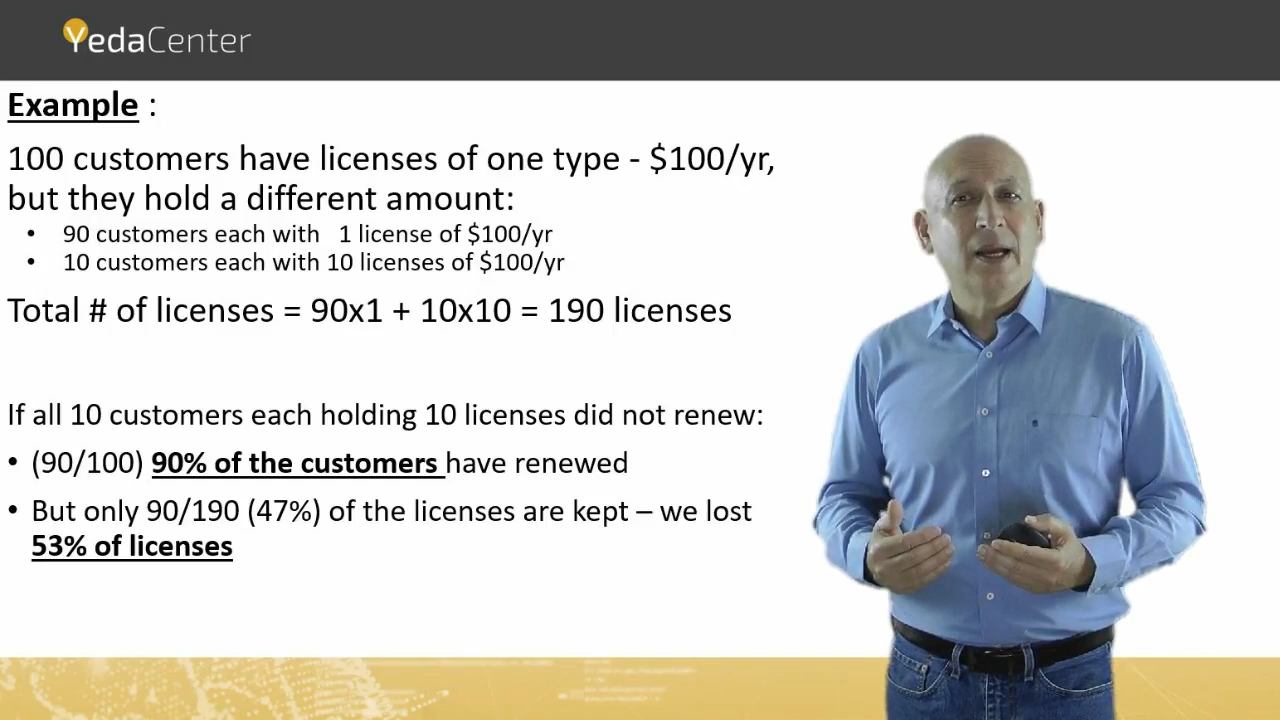 YedaCenter
Example :
100 customers have licenses of one type - $100/yr,
but they hold a different amount:
• 90 customers each with 1 license of $100/yr
• 10 customers each with 10 licenses of $100/yr
Total # of licenses = 90x1 + 10x10 = 190 licenses
If all 10 customers each holding 10 licenses did not renew:
• (90/100) 90% of the customers have renewed
• But only 90/190 (47%) of the licenses are kept – we lost
53% of licenses